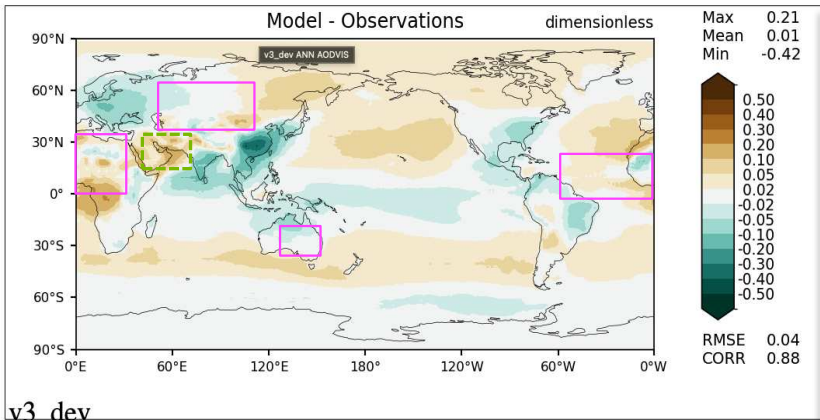 Model - Observations
dimensionless
Max 0.21
Mean 0.01
Min -0.42
v3_dev ANN AODVIS
90°N
60°N
30°N
0°
30°S
60°S
90°S
0°E
60°E
120°E
180°
120°W
60°W
0°W
0.50
0.40
0.30
0.20
0.10
0.05
0.02
-0.02
-0.05
-0.10
-0.20
-0.30
-0.40
-0.50
RMSE 0.04
CORR 0.88
v3_dev